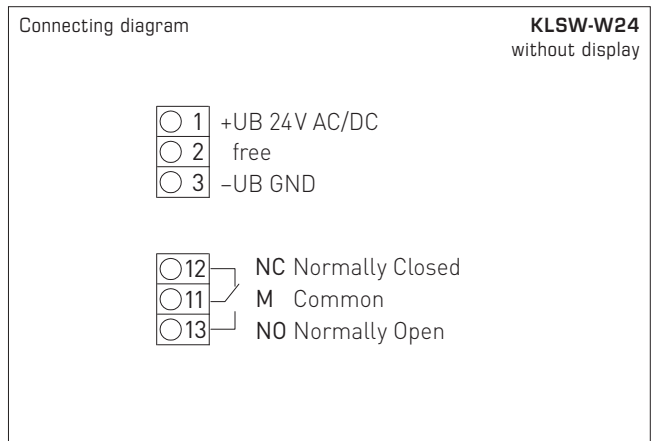 Connecting diagram
KLSW-W24
without display
1 +UB 24V AC/DC
2 free
3 –UB GND
12 NC Normally Closed
11 M Common
13 NO Normally Open